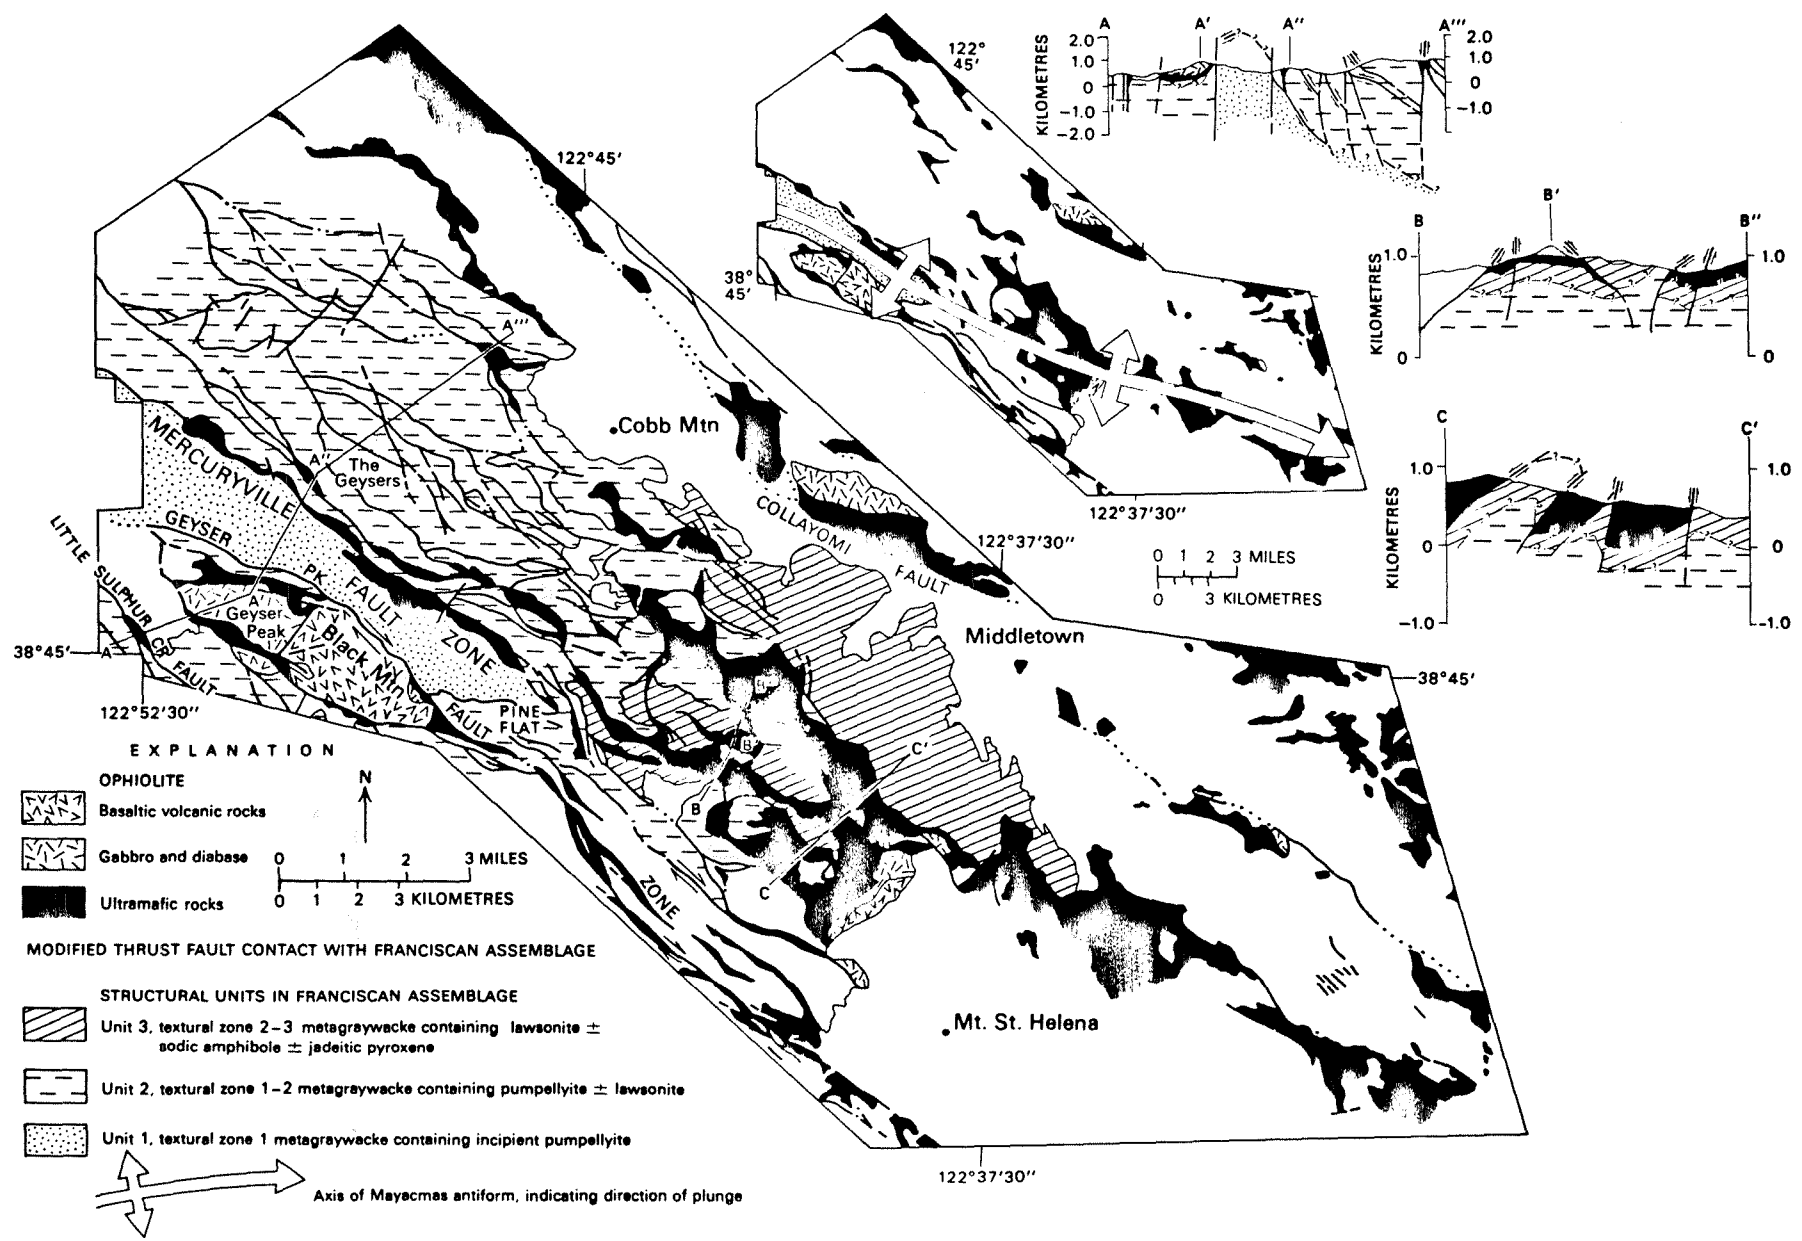 122°45'
122°
45'
38°
45'
122°37'30"
0 1 2 3 MILES
0 3 KILOMETRES
A A' A'' A'''
KILOMETRES
2.0
1.0
0
-1.0
-2.0
2.0
1.0
0
-1.0
B B' B''
KILOMETRES
1.0
0
1.0
0
C C'
KILOMETRES
1.0
0
-1.0
1.0
0
-1.0
A'''
Cobb Mtn
A''
The
Geysers
MERCURYVILLE
FAULT
ZONE
GEYSER
PK
FAULT
ZONE
LITTLE SULPHUR
CR FAULT
COLLAYOMI
FAULT
122°37'30"
A'
Geyser
Peak
Black Mtn
PINE
FLAT
Middletown
38°45'
A
38°45'
122°52'30"
B''
B'
B
C'
C
Mt. St. Helena
122°37'30"
EXPLANATION
OPHIOLITE
Basaltic volcanic rocks
Gabbro and diabase
Ultramafic rocks
N
0 1 2 3 MILES
0 1 2 3 KILOMETRES
MODIFIED THRUST FAULT CONTACT WITH FRANCISCAN ASSEMBLAGE
STRUCTURAL UNITS IN FRANCISCAN ASSEMBLAGE
Unit 3, textural zone 2-3 metagraywacke containing lawsonite ±
sodic amphibole ± jadeitic pyroxene
Unit 2, textural zone 1-2 metagraywacke containing pumpellyite ± lawsonite
Unit 1, textural zone 1 metagraywacke containing incipient pumpellyite
Axis of Mayacmas antiform, indicating direction of plunge